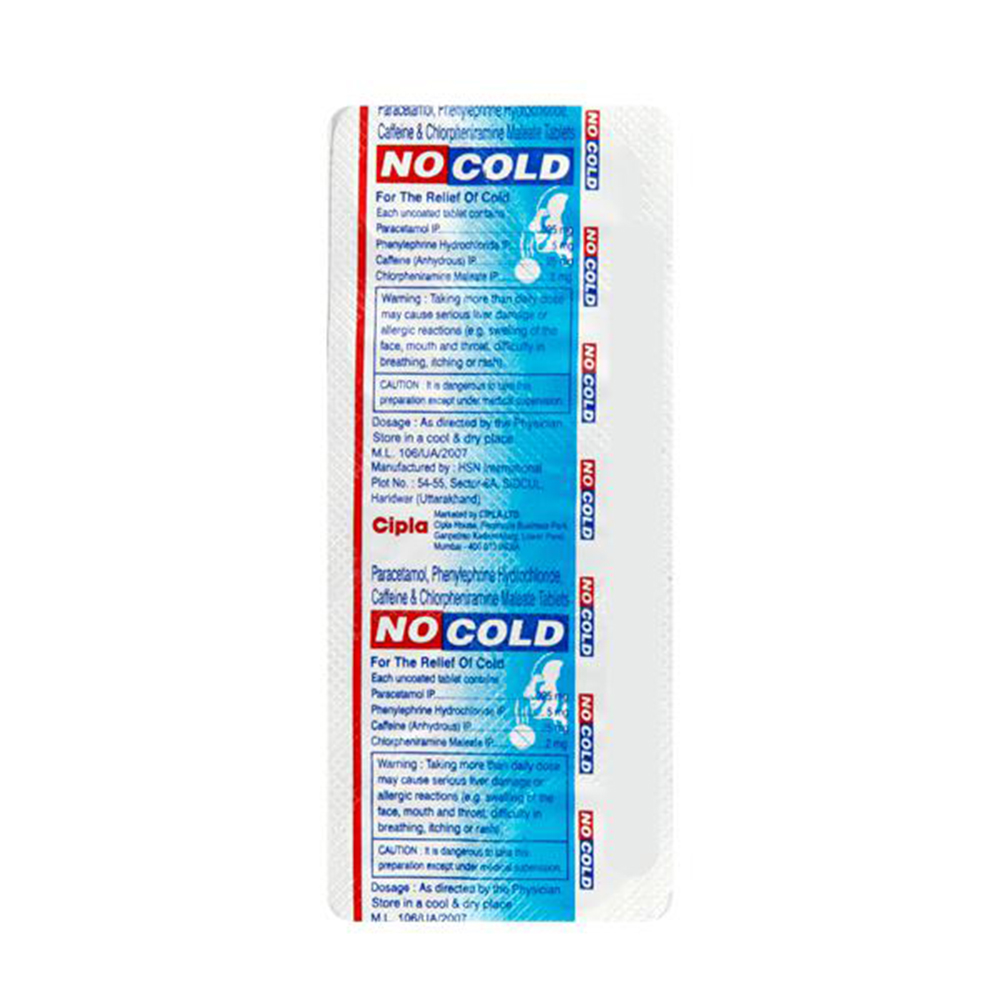 Paracetamol, Phenylephrine Hydrochloride,
Caffeine & Chlorpheniramine Maleate Tablets
NO COLD
For The Relief Of Cold
Each uncoated tablet contains
Paracetamol IP
Phenylephrine Hydrochloride IP 5 mg
Caffeine (Anhydrous) IP mg
Chlorpheniramine Maleate IP 2 mg
Warning : Taking more than daily dose
may cause serious liver damage or
allergic reactions (e.g. swelling of the
face, mouth and throat, difficulty in
breathing, itching or rash).
CAUTION : It is dangerous to take this
preparation except under medical supervision.
Dosage : As directed by the Physician.
Store in a cool & dry place
M.L. 106/UA/2007
Manufactured by : HSN International
Plot No. : 54-55, Sector-6A, SIDCUL,
Haridwar (Uttarakhand)
Cipla
Marketed by CIPLA LTD.
Cipla House, Peninsula Business Park,
Ganpatrao Kadam Marg, Lower Parel,
Mumbai - 400 013 INDIA
Paracetamol, Phenylephrine Hydrochloride,
Caffeine & Chlorpheniramine Maleate Tablets
NO COLD
For The Relief Of Cold
Each uncoated tablet contains
Paracetamol IP mg
Phenylephrine Hydrochloride IP 5 mg
Caffeine (Anhydrous) IP mg
Chlorpheniramine Maleate IP 2 mg
Warning : Taking more than daily dose
may cause serious liver damage or
allergic reactions (e.g. swelling of the
face, mouth and throat, difficulty in
breathing, itching or rash).
CAUTION : It is dangerous to take this
preparation except under medical supervision.
Dosage : As directed by the Physician.
Store in a cool & dry place
M.L. 106/UA/2007
NO COLD
NO COLD
NO COLD
NO COLD
NO COLD
NO COLD
NO COLD